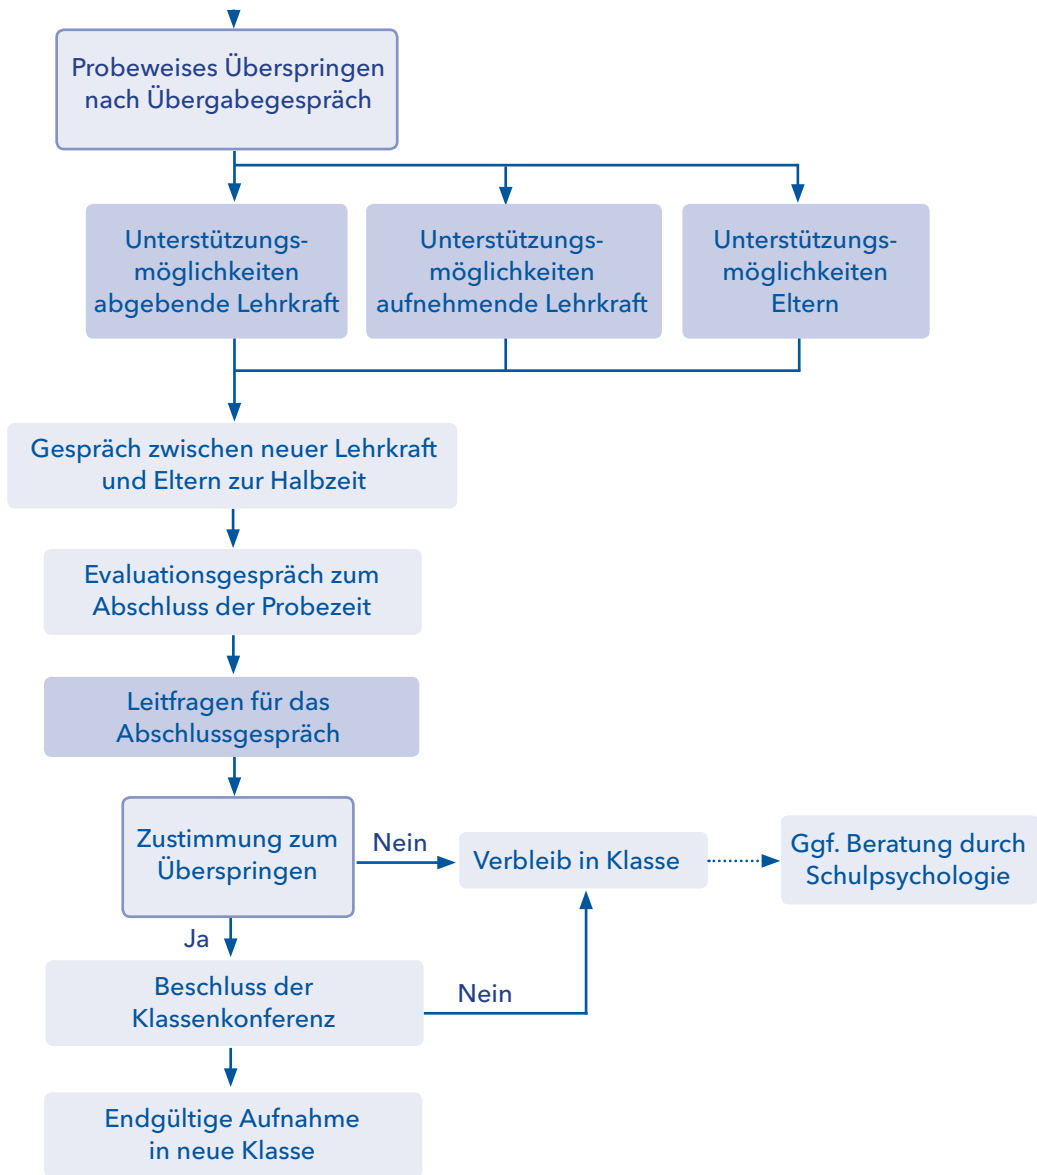 Probeweises Überspringen
nach Übergabegespräch
Unterstützungs-
möglichkeiten
abgebende Lehrkraft
Unterstützungs-
möglichkeiten
aufnehmende Lehrkraft
Unterstützungs-
möglichkeiten
Eltern
Gespräch zwischen neuer Lehrkraft
und Eltern zur Halbzeit
Evaluationsgespräch zum
Abschluss der Probezeit
Leitfragen für das
Abschlussgespräch
Zustimmung zum
Überspringen
Nein
Verbleib in Klasse
Ggf. Beratung durch
Schulpsychologie
Ja
Beschluss der
Klassenkonferenz
Nein
Endgültige Aufnahme
in neue Klasse